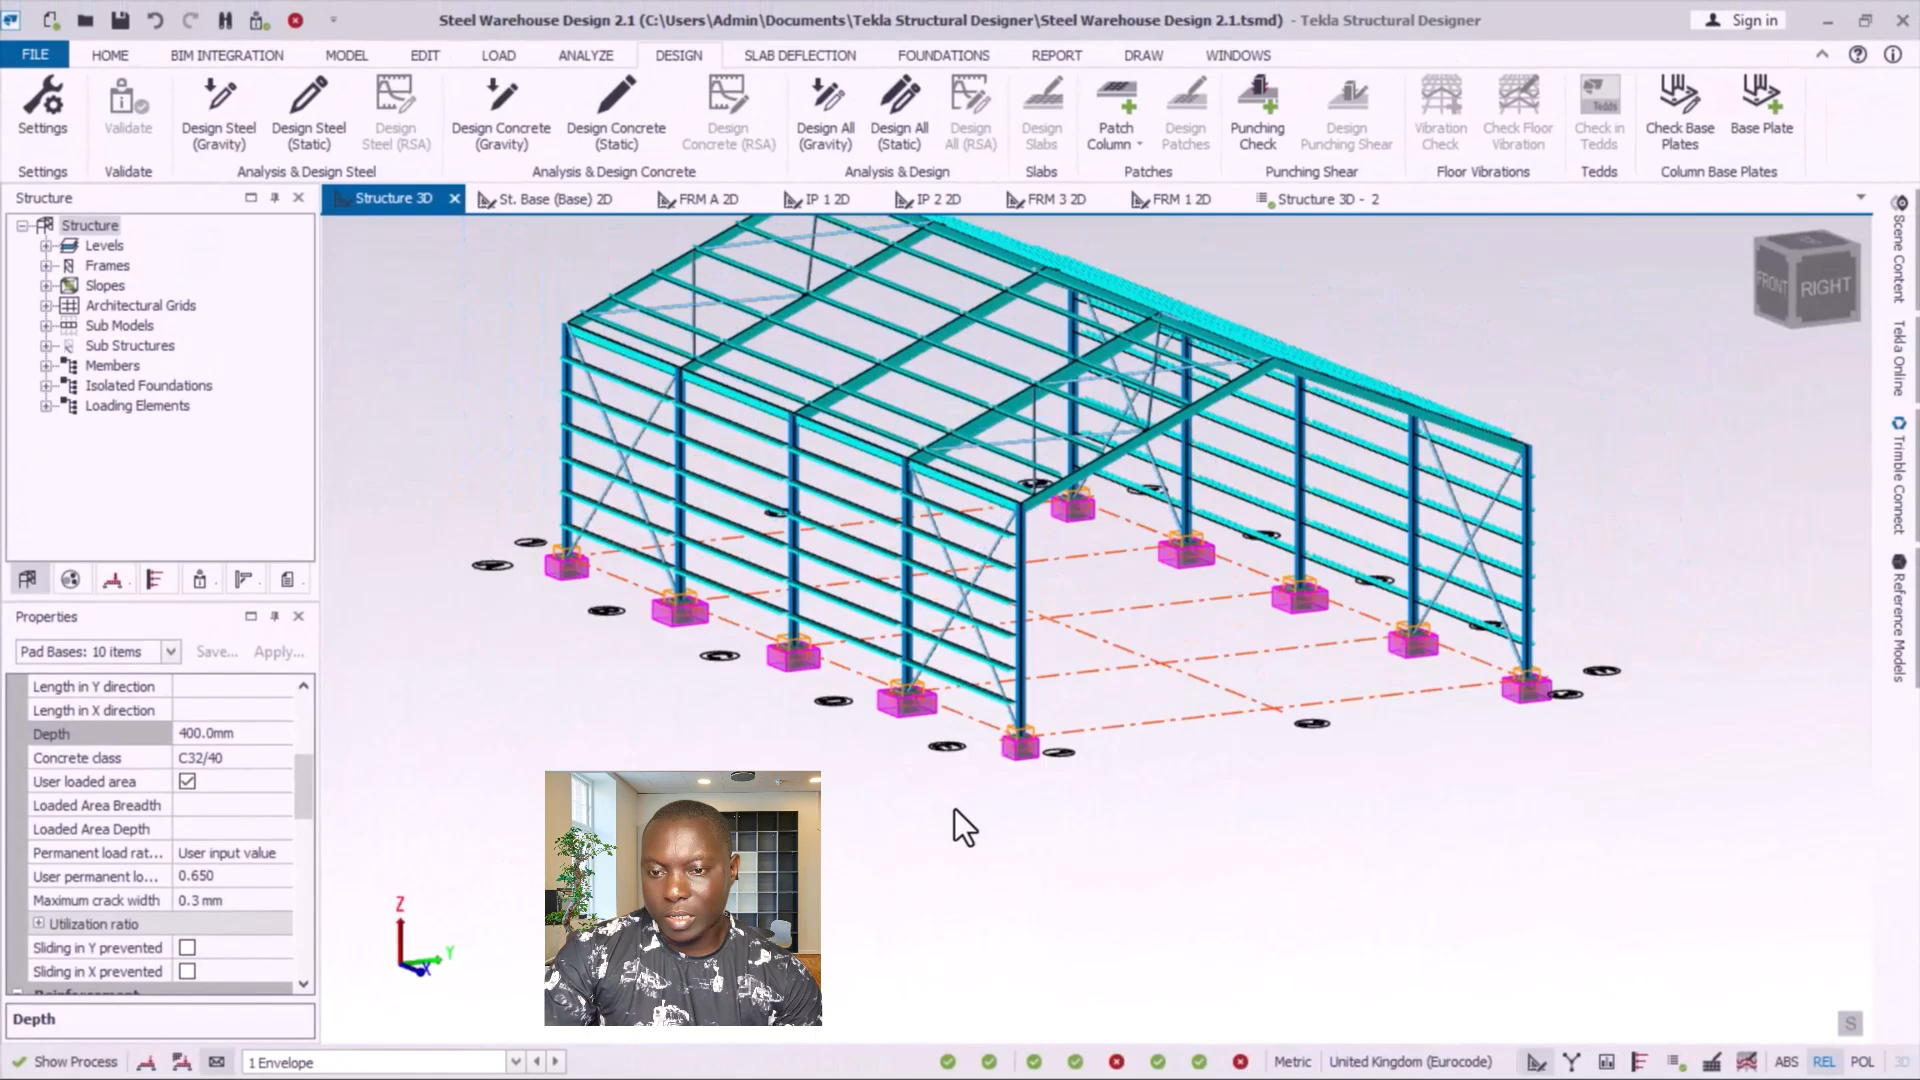 Steel Warehouse Design 2.1 (C:\Users\Admin\Documents\Tekla Structural Designer\Steel Warehouse Design 2.1.tsmd) - Tekla Structural Designer
Sign in
FILE HOME BIM INTEGRATION MODEL EDIT LOAD ANALYZE DESIGN SLAB DEFLECTION FOUNDATIONS REPORT DRAW WINDOWS
Settings
Validate
Design Steel (Gravity)
Design Steel (Static)
Design Steel (RSA)
Design Concrete (Gravity)
Design Concrete (Static)
Design Concrete (RSA)
Design All (Gravity)
Design All (Static)
Design All (RSA)
Design Slabs
Patch Column
Design Patches
Punching Check
Design Punching Shear
Vibration Check
Check Floor Vibration
Tedds
Check in Tedds
Check Base Plates
Base Plate
Settings Validate Analysis & Design Steel Analysis & Design Concrete Analysis & Design Slabs Patches Punching Shear Floor Vibrations Tedds Column Base Plates
Structure
Structure 3D
St. Base (Base) 2D
FRM A 2D
IP 1 2D
IP 2 2D
FRM 3 2D
FRM 1 2D
Structure 3D - 2
Structure
Levels
Frames
Slopes
Architectural Grids
Sub Models
Sub Structures
Members
Isolated Foundations
Loading Elements
FRONT
RIGHT
Scene Content
Tekla Online
Trimble Connect
Reference Models
Properties
Pad Bases: 10 items Save... Apply...
Length in Y direction
Length in X direction
Depth 400.0mm
Concrete class C32/40
User loaded area
Loaded Area Breadth
Loaded Area Depth
Permanent load rat... User input value
User permanent lo... 0.650
Maximum crack width 0.3 mm
Utilization ratio
Sliding in Y prevented
Sliding in X prevented
Reinforcement
Depth
Z
Y
X
S
Show Process
1 Envelope
Metric United Kingdom (Eurocode) ABS REL POL 3D